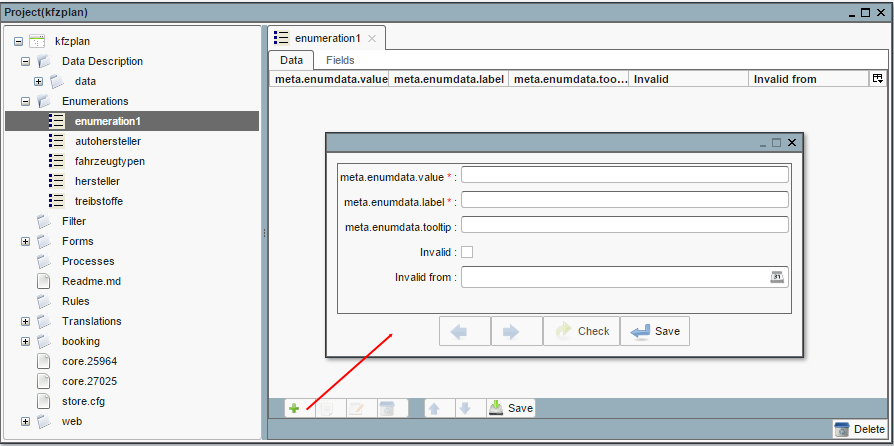 Project(kfzplan)
kfzplan
Data Description
data
Enumerations
enumeration1
autohersteller
fahrzeugtypen
hersteller
treibstoffe
Filter
Forms
Processes
Readme.md
Rules
Translations
booking
core.25964
core.27025
store.cfg
web
enumeration1
Data Fields
meta.enumdata.value meta.enumdata.label meta.enumdata.too... Invalid Invalid from
meta.enumdata.value * :
meta.enumdata.label * :
meta.enumdata.tooltip :
Invalid :
Invalid from :
31
Check Save
Save
Delete